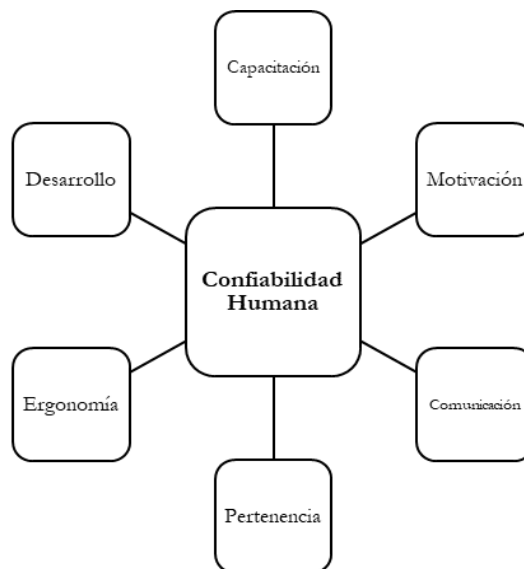 Capacitación
Desarrollo
Motivación
Confiabilidad
Humana
Ergonomía
Comunicación
Pertenencia